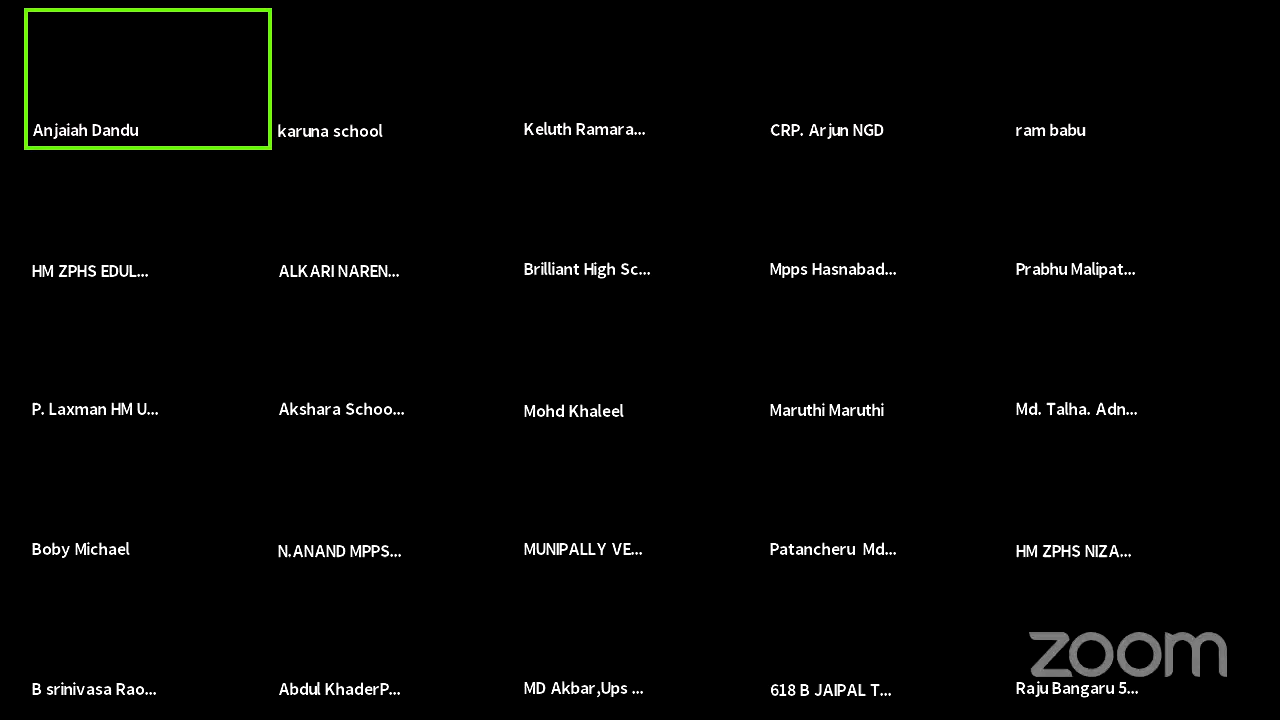 Anjaiah Dandu
karuna school
Keluth Ramara...
CRP. Arjun NGD
ram babu
HM ZPHS EDUL...
ALKARI NAREN...
Brilliant High Sc...
Mpps Hasnabad...
Prabhu Malipat...
P. Laxman HM U...
Akshara Schoo...
Mohd Khaleel
Maruthi Maruthi
Md. Talha. Adn...
Boby Michael
N.ANAND MPPS...
MUNIPALLY VE...
Patancheru Md...
HM ZPHS NIZA...
zoom
B srinivasa Rao...
Abdul KhaderP...
MD Akbar,Ups ...
618 B JAIPAL T...
Raju Bangaru 5...